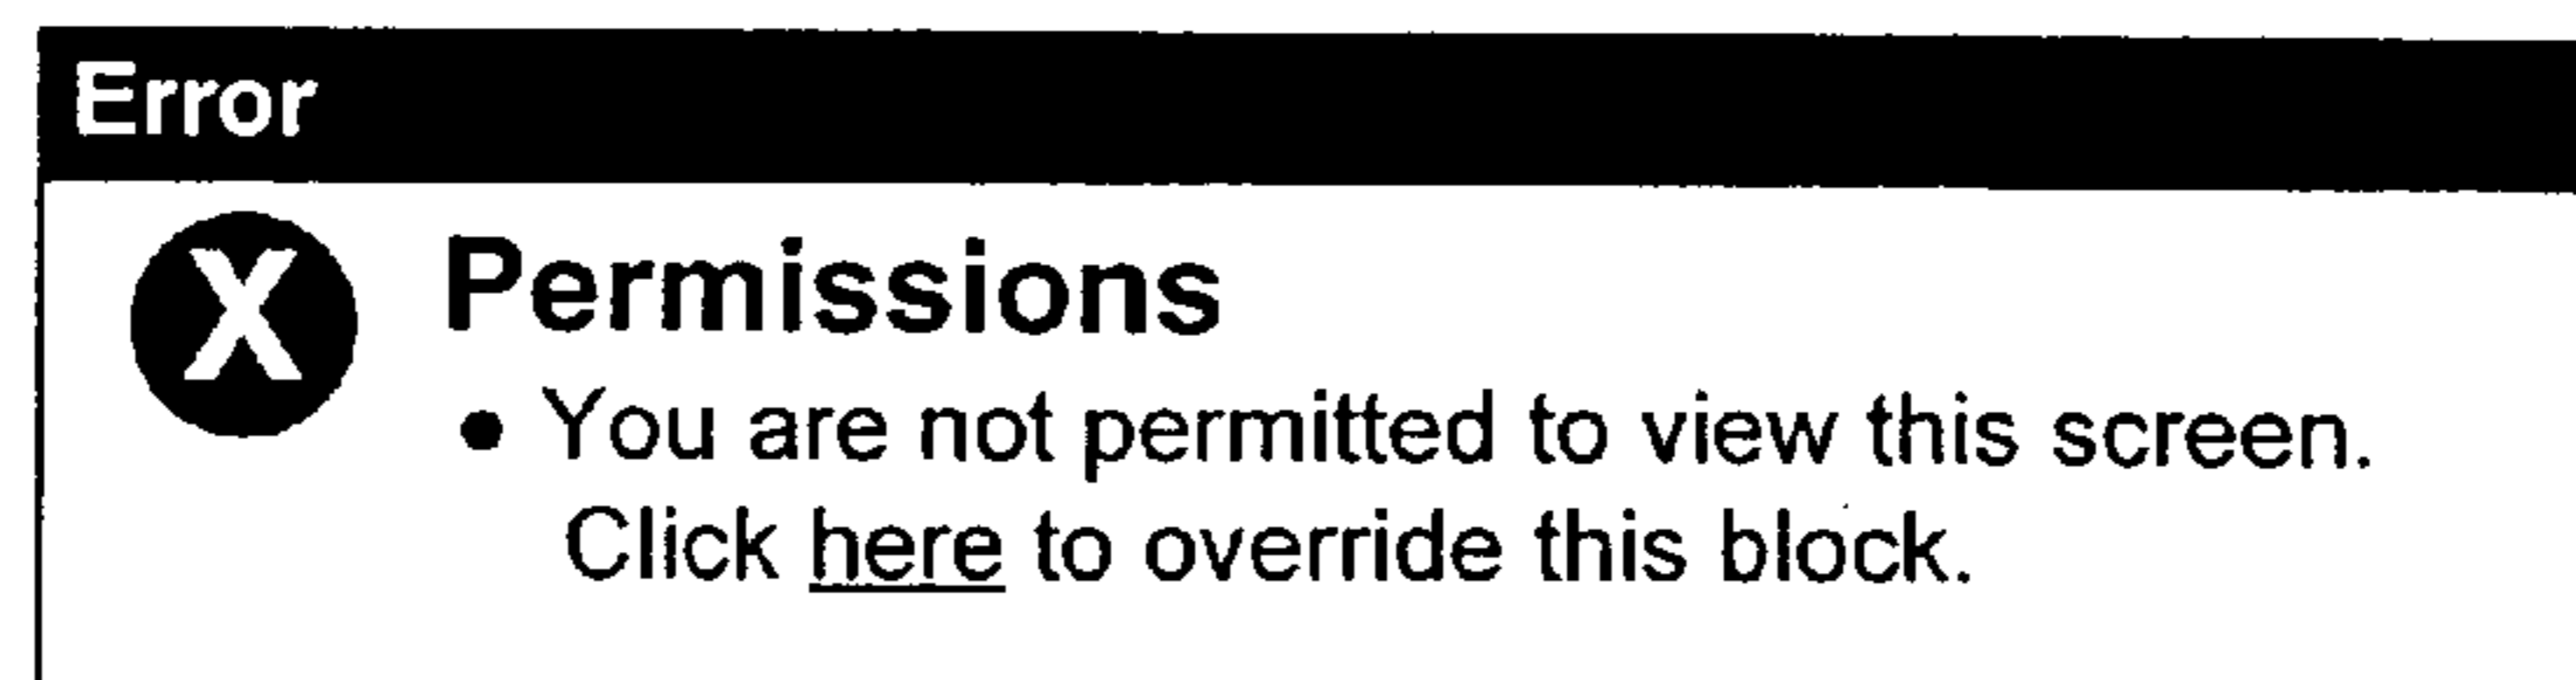 Error
X Permissions
• You are not permitted to view this screen.
Click here to override this block.